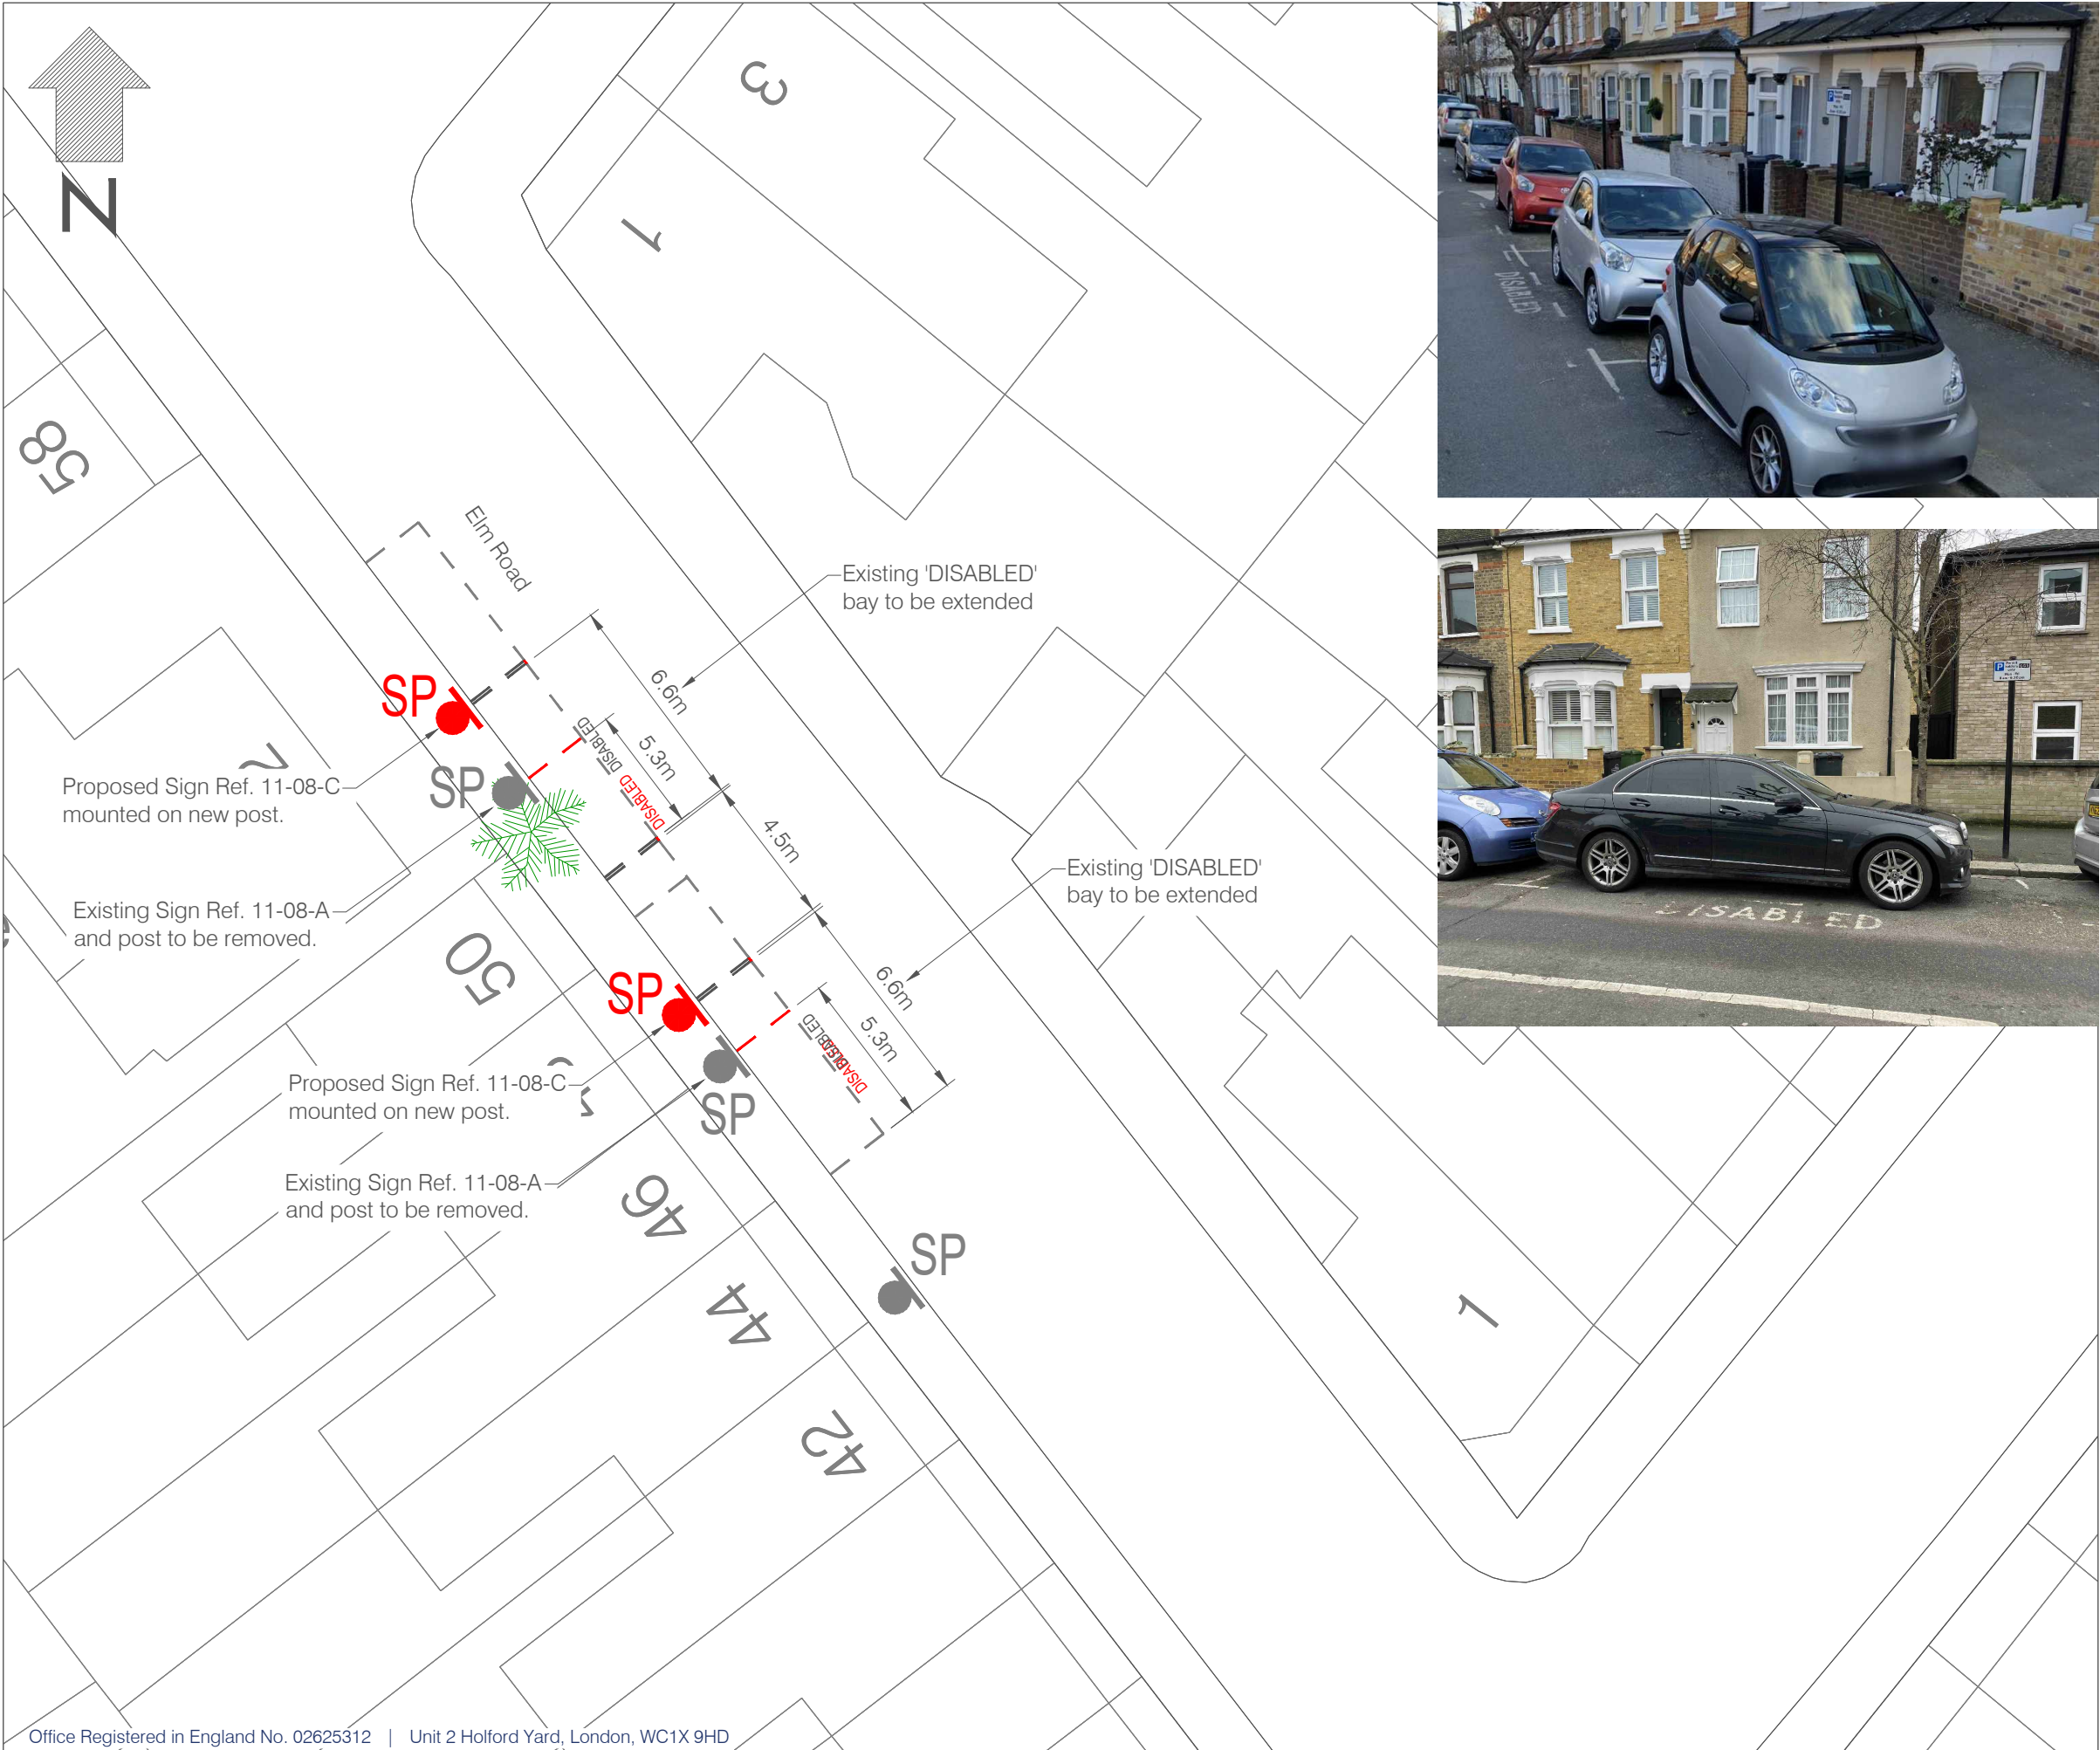 N
3
1
58
Elm Road
Existing 'DISABLED'
bay to be extended
6.6m
SP
DISABLED
DISABLED
5.3m
SP
DISABLED
Proposed Sign Ref. 11-08-C
mounted on new post.
4.5m
Existing 'DISABLED'
bay to be extended
Existing Sign Ref. 11-08-A
and post to be removed.
50
SP
6.6m
5.3m
DISABLED
DISABLED
Proposed Sign Ref. 11-08-C
mounted on new post.
SP
Existing Sign Ref. 11-08-A
and post to be removed.
46
SP
44
1
42
Office Registered in England No. 02625312 | Unit 2 Holford Yard, London, WC1X 9HD
DISABLED
P
P
DISABLED